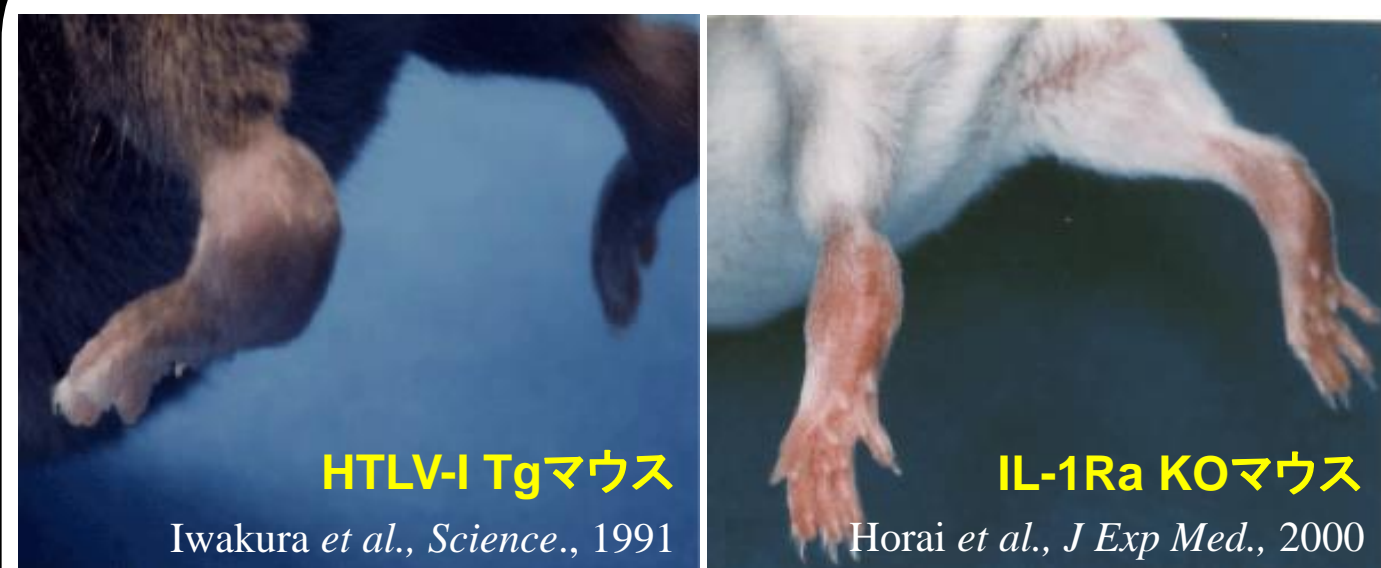 HTLV-I Tgマウス
Iwakura et al., Science., 1991
IL-1Ra KOマウス
Horai et al., J Exp Med., 2000